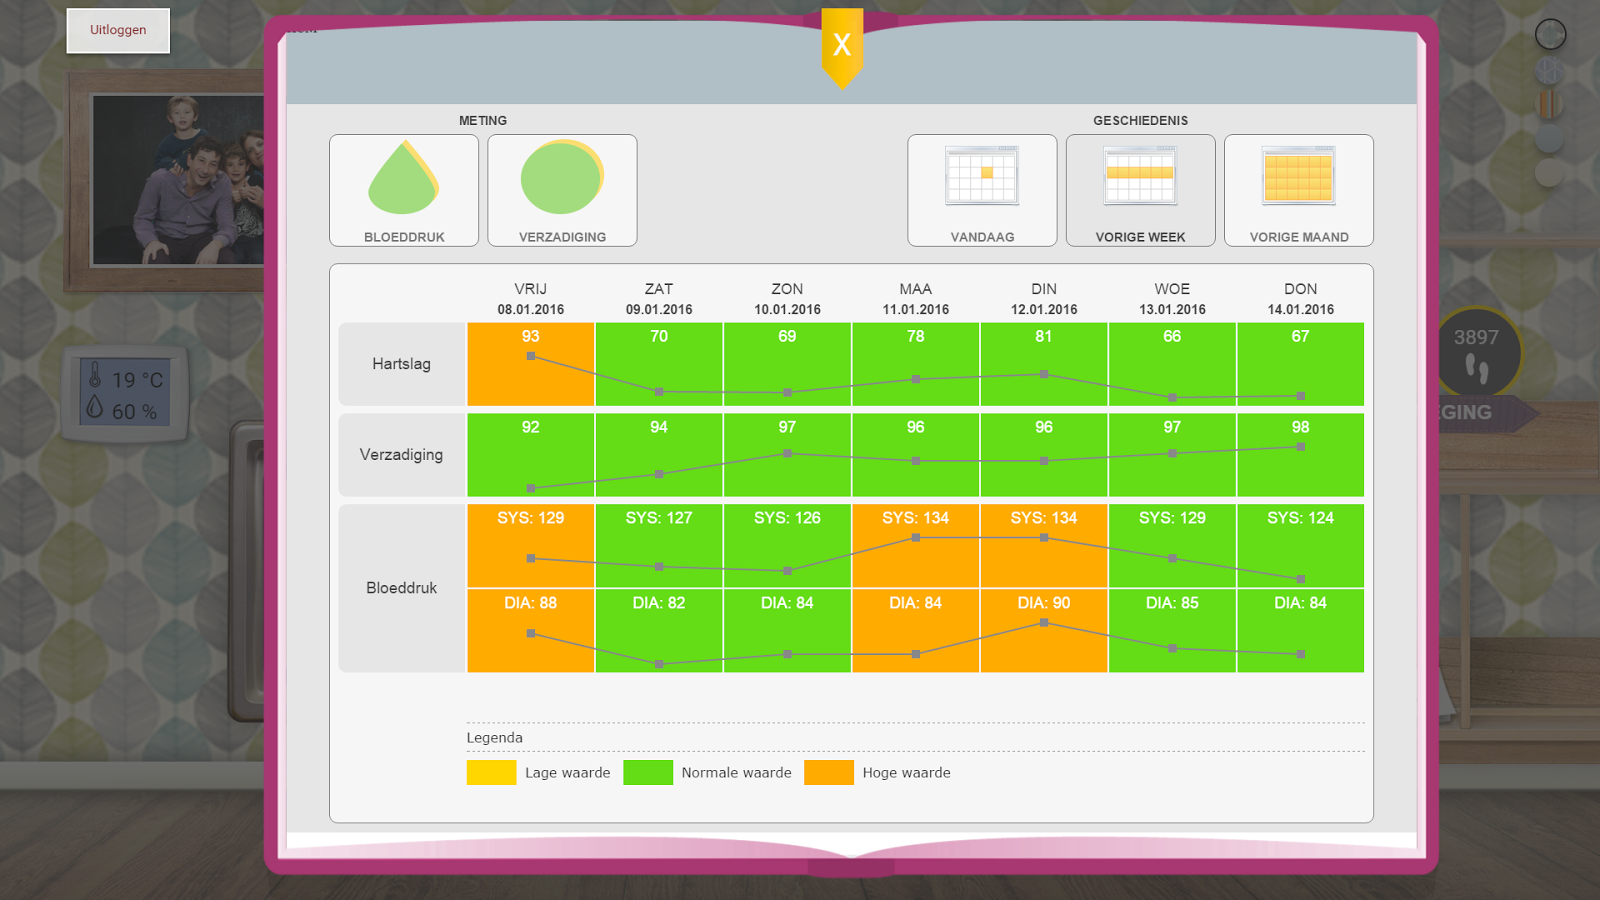 Uitloggen
X
METING
GESCHIEDENIS
BLOEDDRUK
VERZADIGING
VANDAAG
VORIGE WEEK
VORIGE MAAND
VRIJ ZAT ZON MAA DIN WOE DON
08.01.2016 09.01.2016 10.01.2016 11.01.2016 12.01.2016 13.01.2016 14.01.2016
Hartslag 93 70 69 78 81 66 67
Verzadiging 92 94 97 96 96 97 98
Bloeddruk
SYS: 129 SYS: 127 SYS: 126 SYS: 134 SYS: 134 SYS: 129 SYS: 124
DIA: 88 DIA: 82 DIA: 84 DIA: 84 DIA: 90 DIA: 85 DIA: 84
Legenda
Lage waarde Normale waarde Hoge waarde
19 °C
60 %
3897
EGING